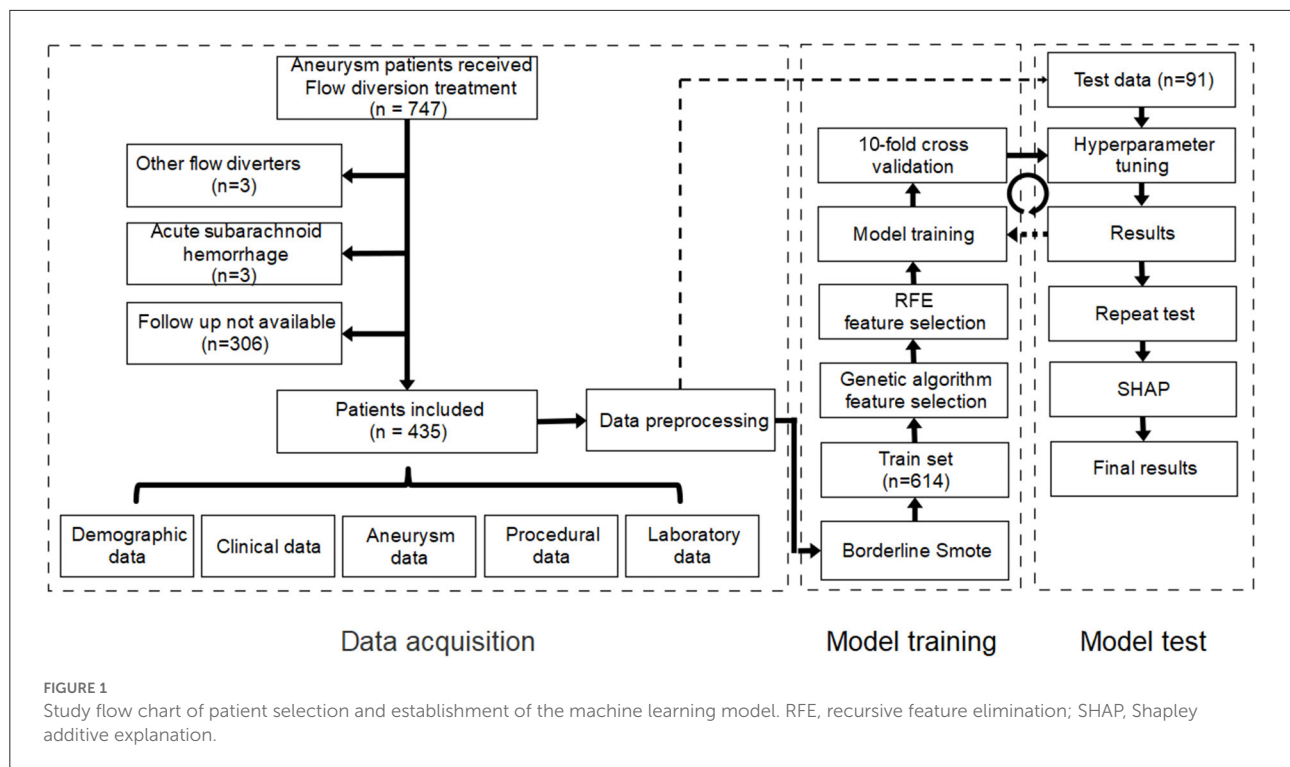 Aneurysm patients received
Flow diversion treatment
(n = 747)
Other flow diverters
(n=3)
Acute subarachnoid
hemorrhage
(n=3)
Follow up not available
(n=306)
Patients included
(n = 435)
Data preprocessing
Demographic
data
Clinical data
Aneurysm
data
Procedural
data
Laboratory
data
Data acquisition
10-fold cross
validation
Model training
RFE
feature selection
Genetic algorithm
feature selection
Train set
(n=614)
Borderline Smote
Model training
Test data (n=91)
Hyperparameter
tuning
Results
Repeat test
SHAP
Final results
Model test
FIGURE 1
Study flow chart of patient selection and establishment of the machine learning model. RFE, recursive feature elimination; SHAP, Shapley
additive explanation.